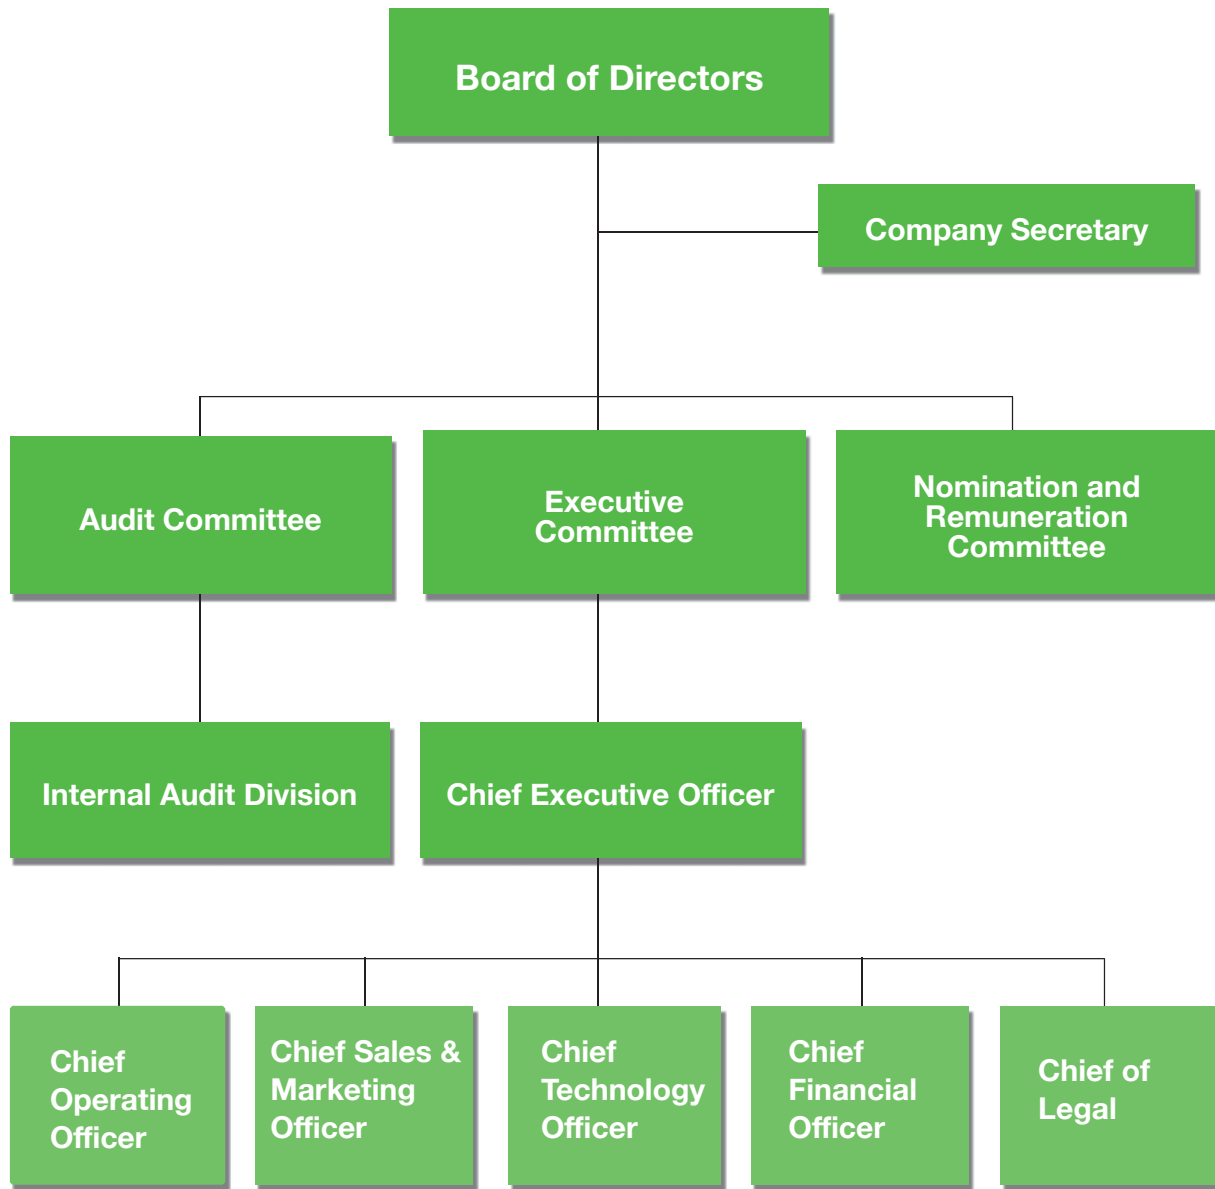 Board of Directors
Company Secretary
Audit Committee
Executive
Committee
Nomination and
Remuneration
Committee
Internal Audit Division
Chief Executive Officer
Chief
Operating
Officer
Chief Sales &
Marketing
Officer
Chief
Technology
Officer
Chief
Financial
Officer
Chief of
Legal